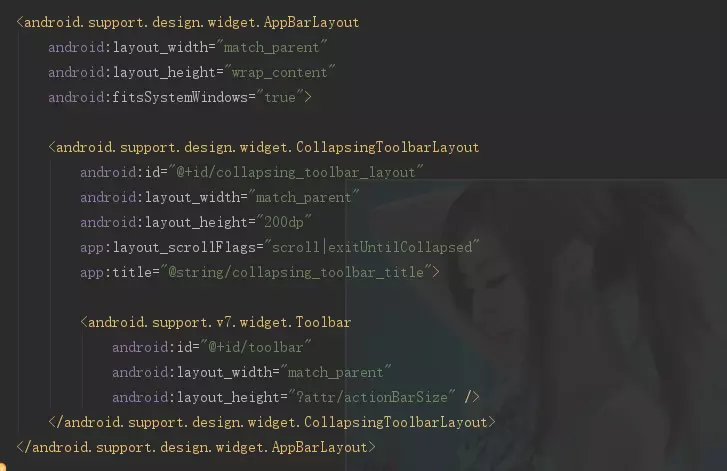 <android.support.design.widget.AppBarLayout
android:layout_width="match_parent"
android:layout_height="wrap_content"
android:fitsSystemWindows="true">
<android.support.design.widget.CollapsingToolbarLayout
android:id="@+id/collapsing_toolbar_layout"
android:layout_width="match_parent"
android:layout_height="200dp"
app:layout_scrollFlags="scroll|exitUntilCollapsed"
app:title="@string/collapsing_toolbar_title">
<android.support.v7.widget.Toolbar
android:id="@+id/toolbar"
android:layout_width="match_parent"
android:layout_height="?attr/actionBarSize" />
</android.support.design.widget.CollapsingToolbarLayout>
</android.support.design.widget.AppBarLayout>